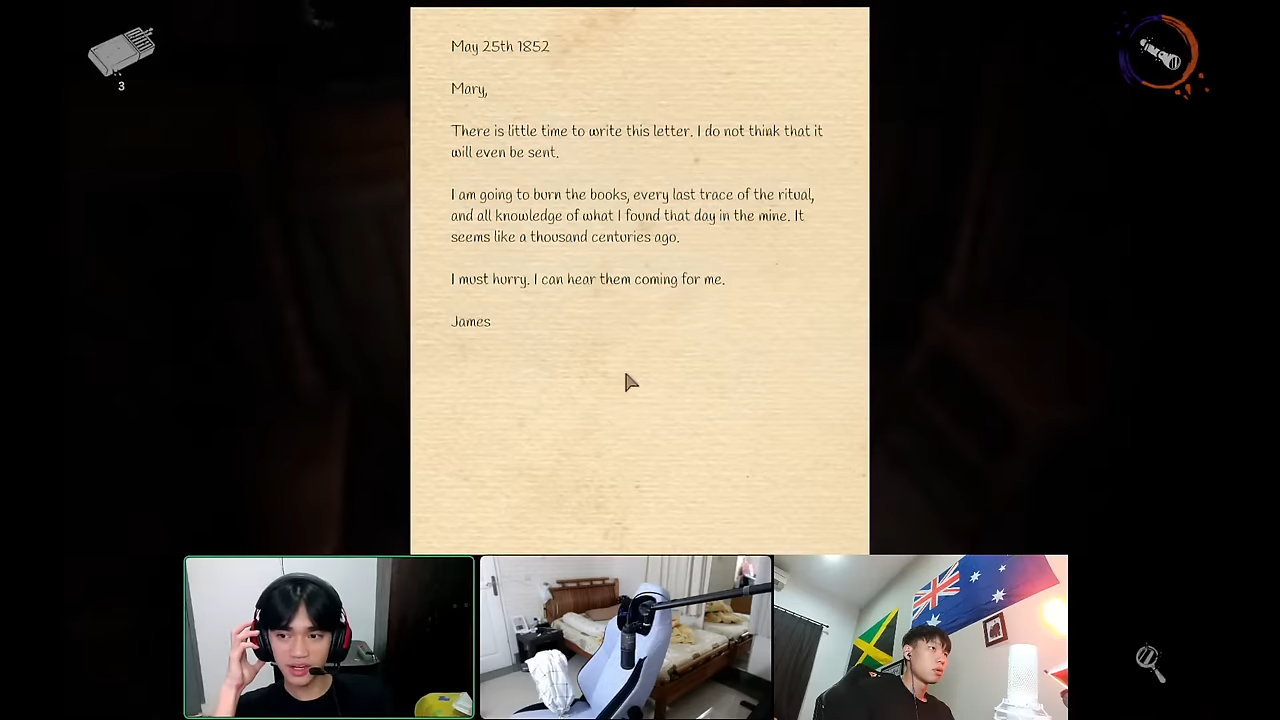 3
May 25th 1852
Mary,
There is little time to write this letter. I do not think that it
will even be sent.
I am going to burn the books, every last trace of the ritual,
and all knowledge of what I found that day in the mine. It
seems like a thousand centuries ago.
I must hurry. I can hear them coming for me.
James